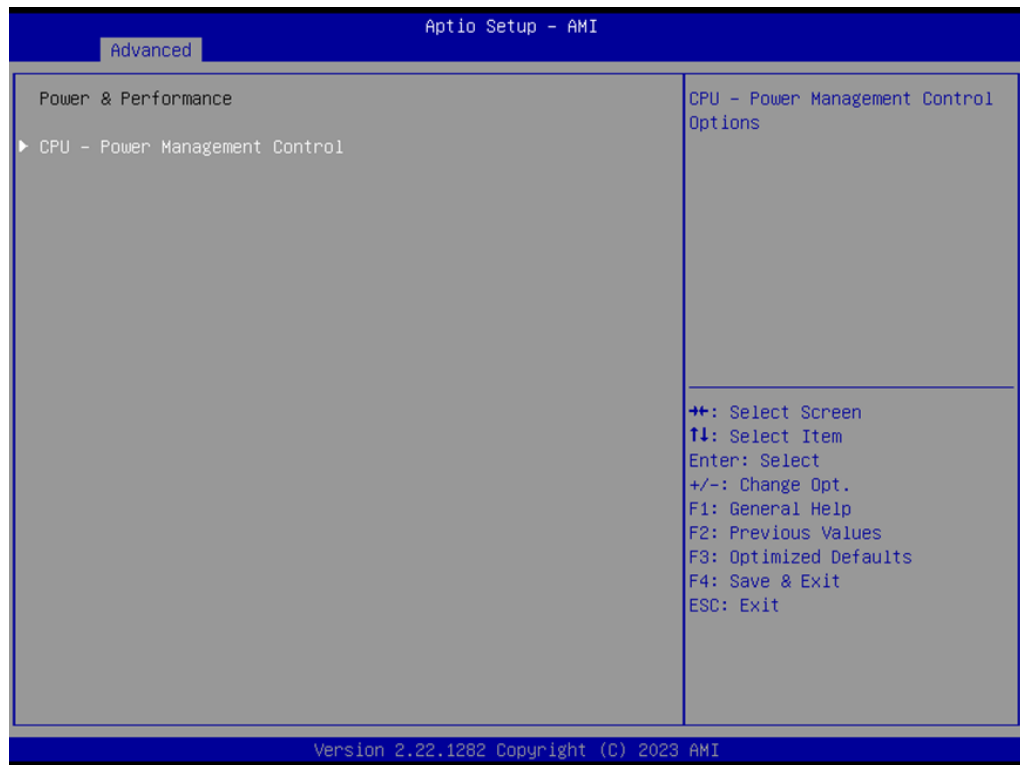 Aptio Setup – AMI
Advanced
Power & Performance
▶ CPU – Power Management Control
CPU – Power Management Control
Options
→←: Select Screen
↑↓: Select Item
Enter: Select
+/-: Change Opt.
F1: General Help
F2: Previous Values
F3: Optimized Defaults
F4: Save & Exit
ESC: Exit
Version 2.22.1282 Copyright (C) 2023 AMI